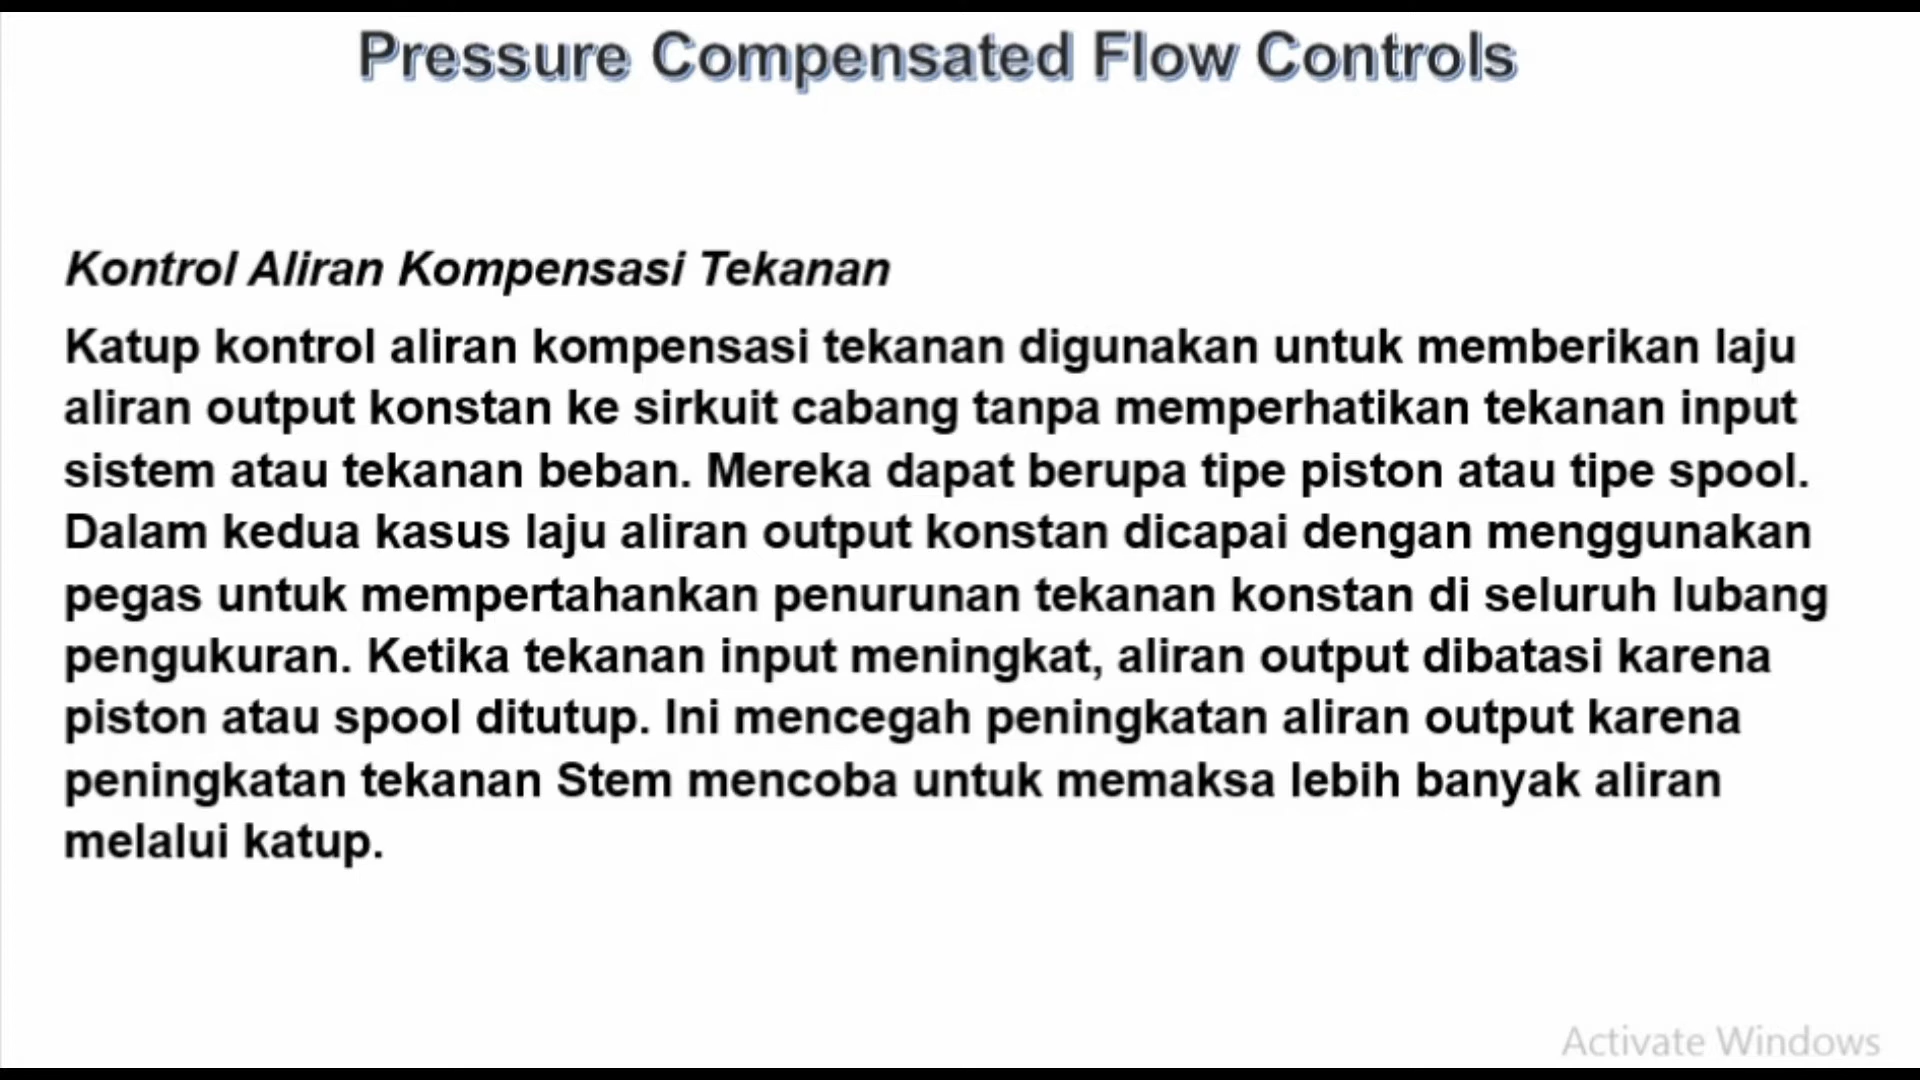 Pressure Compensated Flow Controls
Kontrol Aliran Kompensasi Tekanan
Katup kontrol aliran kompensasi tekanan digunakan untuk memberikan laju
aliran output konstan ke sirkuit cabang tanpa memperhatikan tekanan input
sistem atau tekanan beban. Mereka dapat berupa tipe piston atau tipe spool.
Dalam kedua kasus laju aliran output konstan dicapai dengan menggunakan
pegas untuk mempertahankan penurunan tekanan konstan di seluruh lubang
pengukuran. Ketika tekanan input meningkat, aliran output dibatasi karena
piston atau spool ditutup. Ini mencegah peningkatan aliran output karena
peningkatan tekanan Stem mencoba untuk memaksa lebih banyak aliran
melalui katup.
Activate Windows